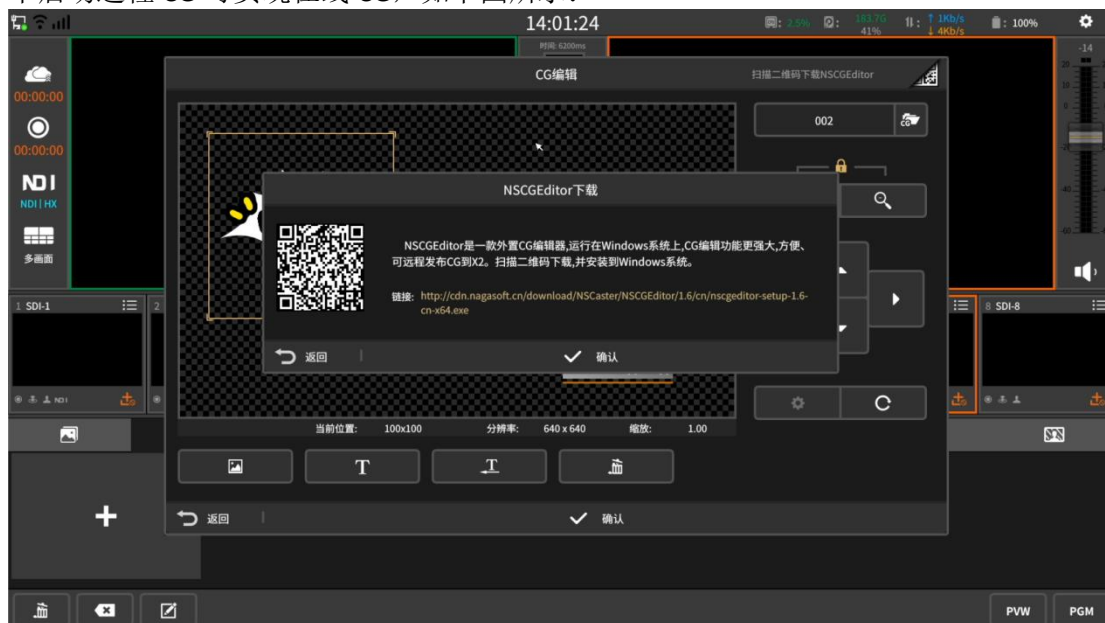 14:01:24
: 2.5%
: 183.7G
41%
↑ 1Kb/s
↓ 4Kb/s
: 100%
时间: 6200ms
-14
00:00:00
00:00:00
NDI
NDI | HX
多画面
CG编辑
扫描二维码下载NSCGEditor
002
CG
NSCGEditor下载
NSCGEditor是一款外置CG编辑器,运行在Windows系统上,CG编辑功能更强大,方便、
可远程发布CG到X2。扫描二维码下载,并安装到Windows系统。
链接: http://cdn.nagasoft.cn/download/NSCaster/NSCGEditor/1.6/cn/nscgeditor-setup-1.6-
cn-x64.exe
返回
确认
1 SDI-1
2
8 SDI-8
NDI
当前位置: 100x100 分辨率: 640 x 640 缩放: 1.00
T
T
返回
确认
PVW
PGM